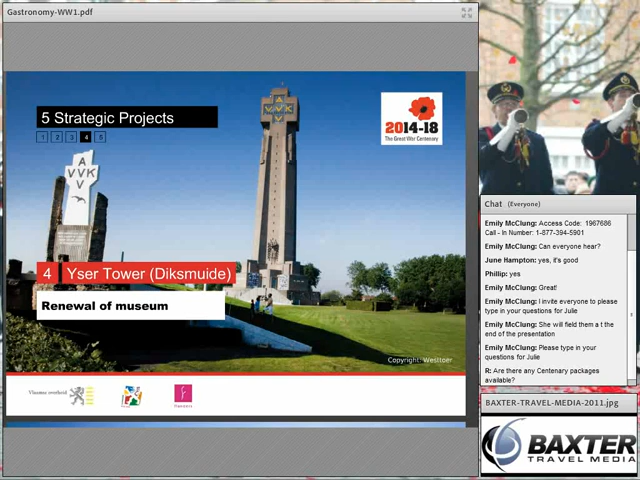 Gastronomy-WW1.pdf
5 Strategic Projects
1 2 3 4 5
2014-18
The Great War Centenary
A
VVK
V
A
VVK
V
4 Yser Tower (Diksmuide)
Renewal of museum
Copyright: Westtoer
Vlaamse overheid
Chat (Everyone)
Emily McClung: Access Code: 1967686
Call - In Number: 1-877-394-5901
Emily McClung: Can everyone hear?
June Hampton: yes, it's good
Phillip: yes
Emily McClung: Great!
Emily McClung: I invite everyone to please
type in your questions for Julie
Emily McClung: She will field them a t the
end of the presentation
Emily McClung: Please type in your
questions for Julie
R: Are there any Centenary packages
available?
BAXTER-TRAVEL-MEDIA-2011.jpg
BAXTER
TRAVEL MEDIA